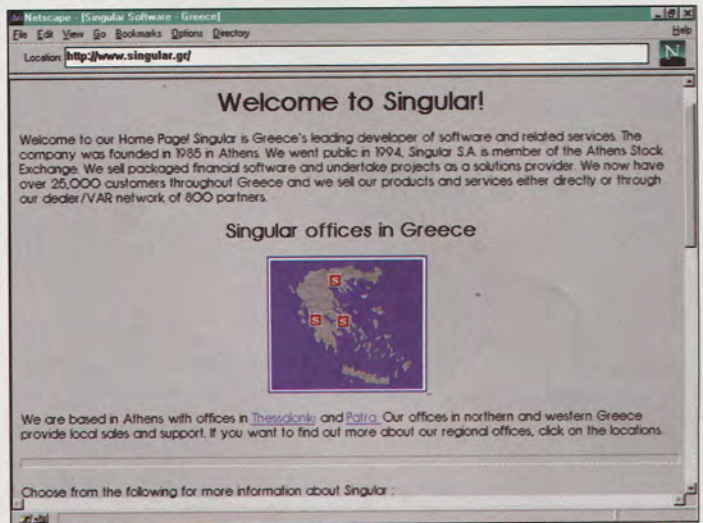 Netscape - [Singular Software - Greece]
File Edit View Go Bookmarks Options Directory
Help
Location: http://www.singular.gr/
N
Welcome to Singular!
Welcome to our Home Page! Singular is Greece's leading developer of software and related services. The
company was founded in 1985 in Athens. We went public in 1994, Singular S.A. is member of the Athens Stock
Exchange. We sell packaged financial software and undertake projects as a solutions provider. We now have
over 25,000 customers throughout Greece and we sell our products and services either directly or through
our dealer/VAR network of 800 partners.
Singular offices in Greece
S
S S
We are based in Athens with offices in Thessaloniki and Patra. Our offices in northern and western Greece
provide local sales and support. If you want to find out more about our regional offices, click on the locations.
Choose from the following for more information about Singular :